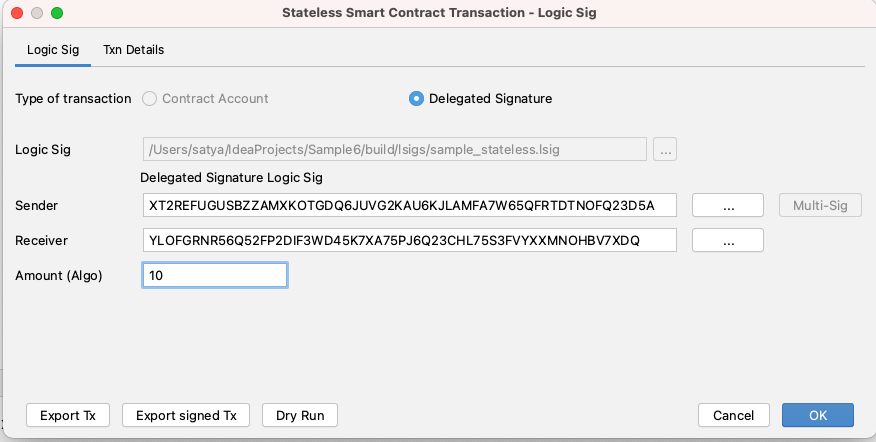 Stateless Smart Contract Transaction - Logic Sig
Logic Sig Txn Details
Type of transaction Contract Account Delegated Signature
Logic Sig /Users/satya/IdeaProjects/Sample6/build/lsigs/sample_stateless.lsig ...
Delegated Signature Logic Sig
Sender XT2REFUGUSBZZAMXKOTGDQ6JUVG2KAU6KJLAMFA7W65QFRTDTNOFQ23D5A ... Multi-Sig
Receiver YLOFGRNR56Q52FP2DIF3WD45K7XA75PJ6Q23CHL75S3FVYXXMNOHBV7XDQ ...
Amount (Algo) 10
Export Tx Export signed Tx Dry Run Cancel OK